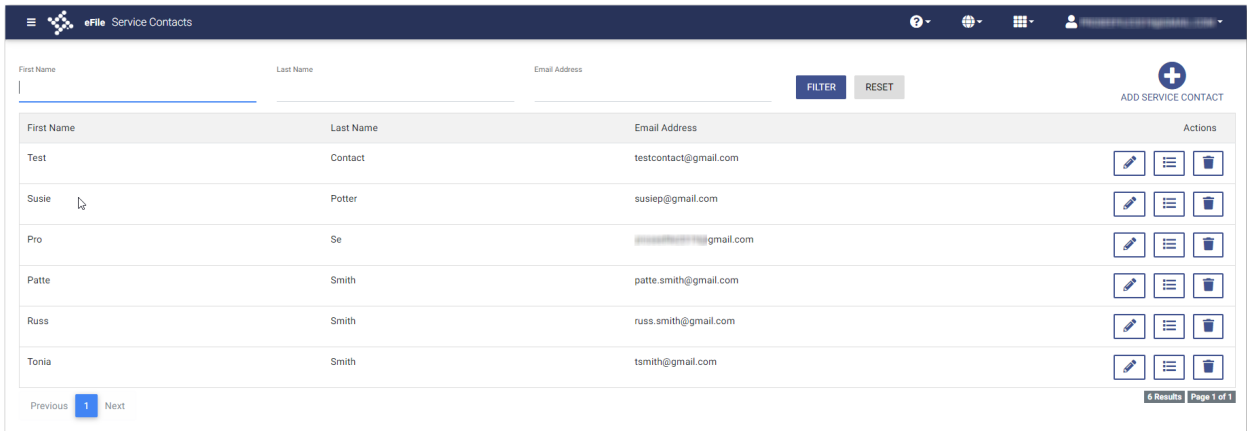 eFile Service Contacts
First Name Last Name Email Address
FILTER RESET
ADD SERVICE CONTACT
First Name Last Name Email Address Actions
Test Contact testcontact@gmail.com
Susie Potter susiep@gmail.com
Pro Se gmail.com
Patte Smith patte.smith@gmail.com
Russ Smith russ.smith@gmail.com
Tonia Smith tsmith@gmail.com
Previous 1 Next
6 Results Page 1 of 1